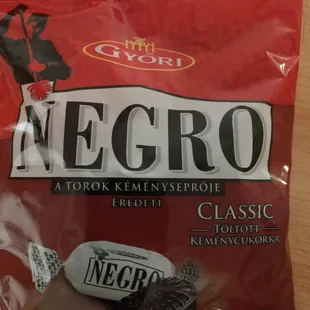 GYŐRI
NEGRO
A TOROK KÉMÉNYSEPRŐJE
EREDETI
CLASSIC
TÖLTÖTT
KEMÉNYCUKORKA
NEGRO